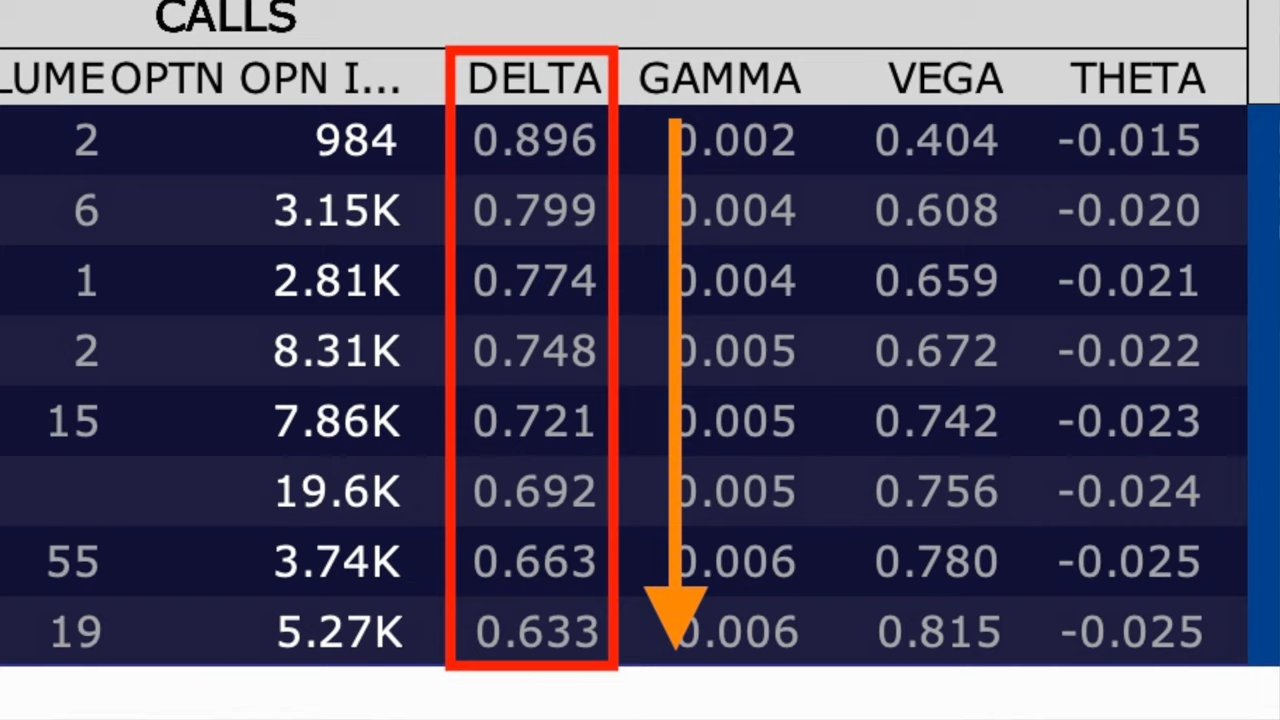 CALLS
LUME OPTN OPN I... DELTA GAMMA VEGA THETA
2 984 0.896 0.002 0.404 -0.015
6 3.15K 0.799 0.004 0.608 -0.020
1 2.81K 0.774 0.004 0.659 -0.021
2 8.31K 0.748 0.005 0.672 -0.022
15 7.86K 0.721 0.005 0.742 -0.023
19.6K 0.692 0.005 0.756 -0.024
55 3.74K 0.663 0.006 0.780 -0.025
19 5.27K 0.633 0.006 0.815 -0.025